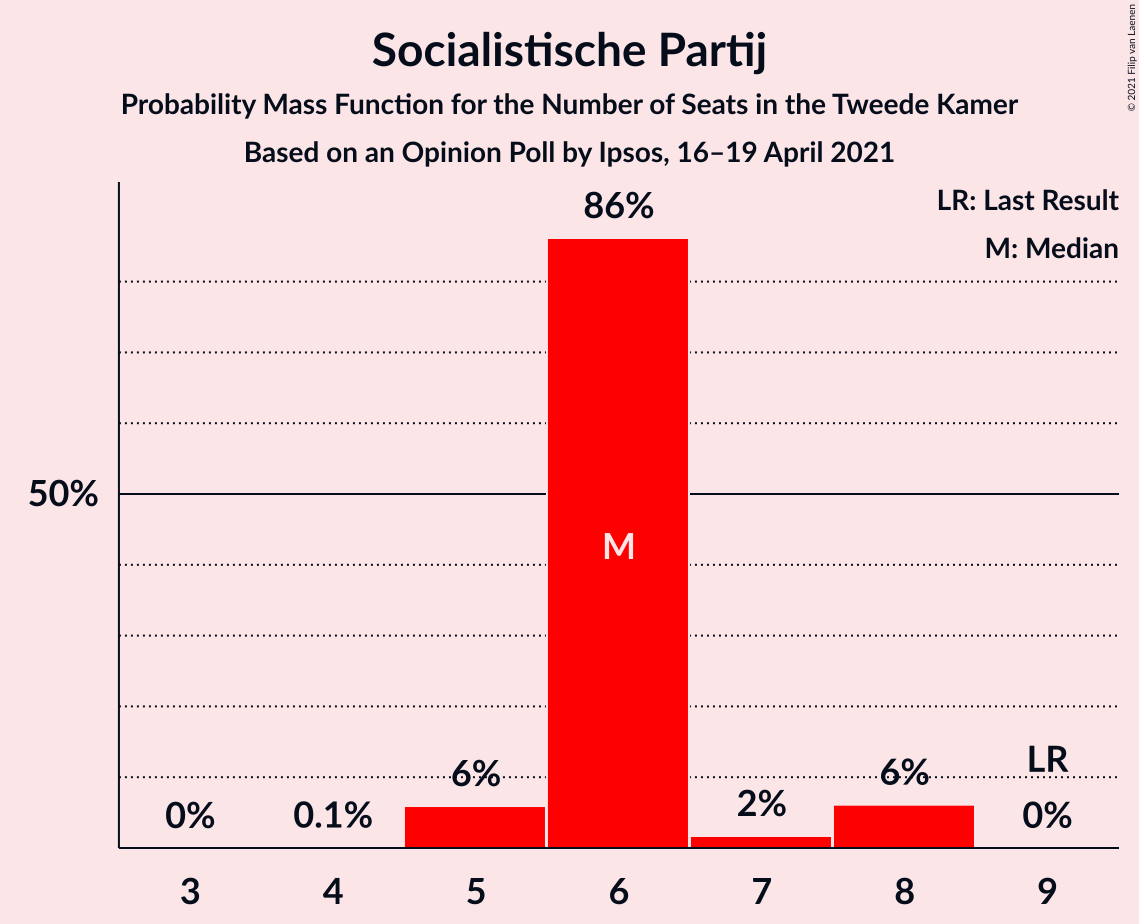 Socialistische Partij
Probability Mass Function for the Number of Seats in the Tweede Kamer
Based on an Opinion Poll by Ipsos, 16–19 April 2021
© 2021 Filip van Laenen
LR: Last Result
M: Median
86%
50%
M
6%
6%
LR
0%
0.1%
2%
0%
3 4 5 6 7 8 9